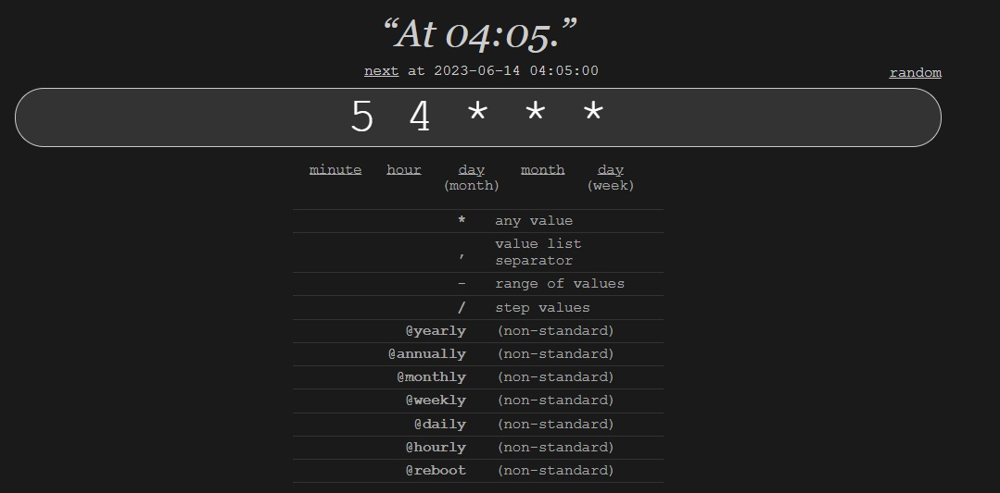 “At 04:05.”
next at 2023-06-14 04:05:00
random
5 4 * * *
minute hour day (month) month day (week)
* any value
, value list separator
- range of values
/ step values
@yearly (non-standard)
@annually (non-standard)
@monthly (non-standard)
@weekly (non-standard)
@daily (non-standard)
@hourly (non-standard)
@reboot (non-standard)